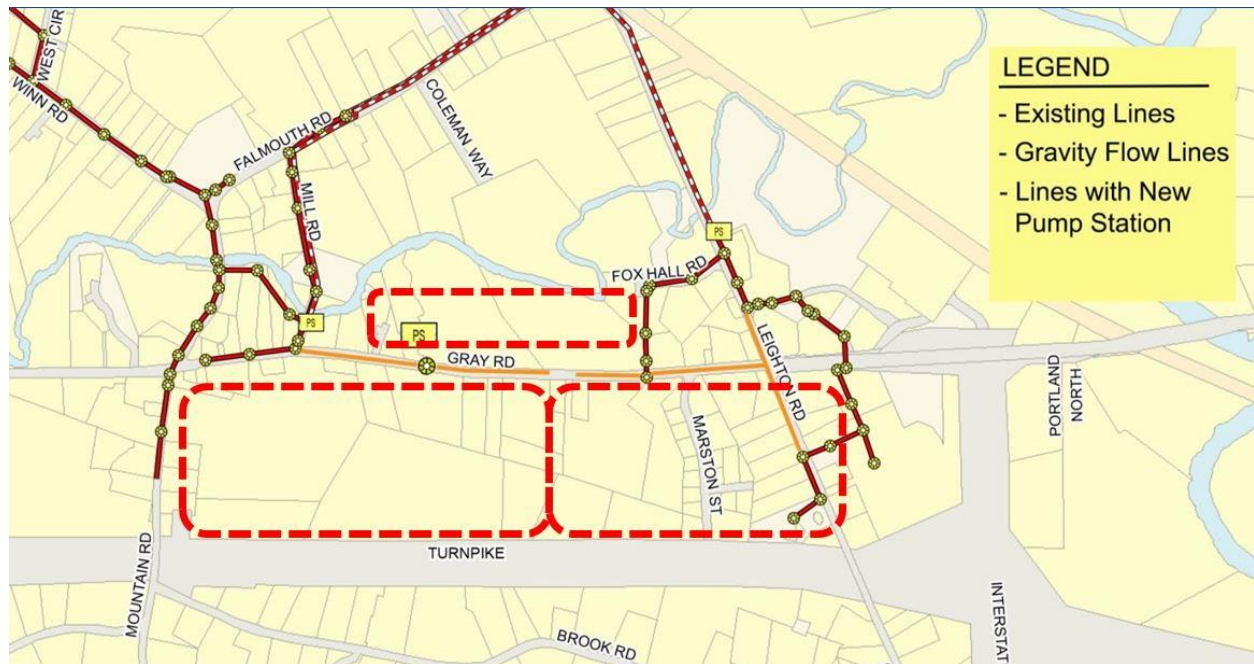 WEST CIR
WINN RD
FALMOUTH RD
COLEMAN WAY
MILL RD
LEGEND
- Existing Lines
- Gravity Flow Lines
- Lines with New
Pump Station
PS
FOX HALL RD
PS
PS
GRAY RD
LEIGHTON RD
MARSTON ST
PORTLAND
NORTH
TURNPIKE
MOUNTAIN RD
BROOK RD
INTERSTAT